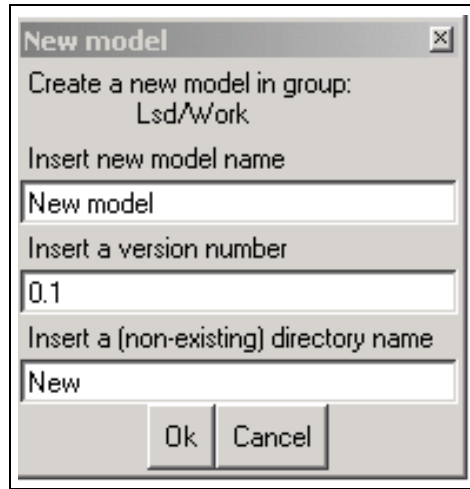 New model
Create a new model in group:
Lsd/Work
Insert new model name
New model
Insert a version number
0.1
Insert a (non-existing) directory name
New
Ok Cancel